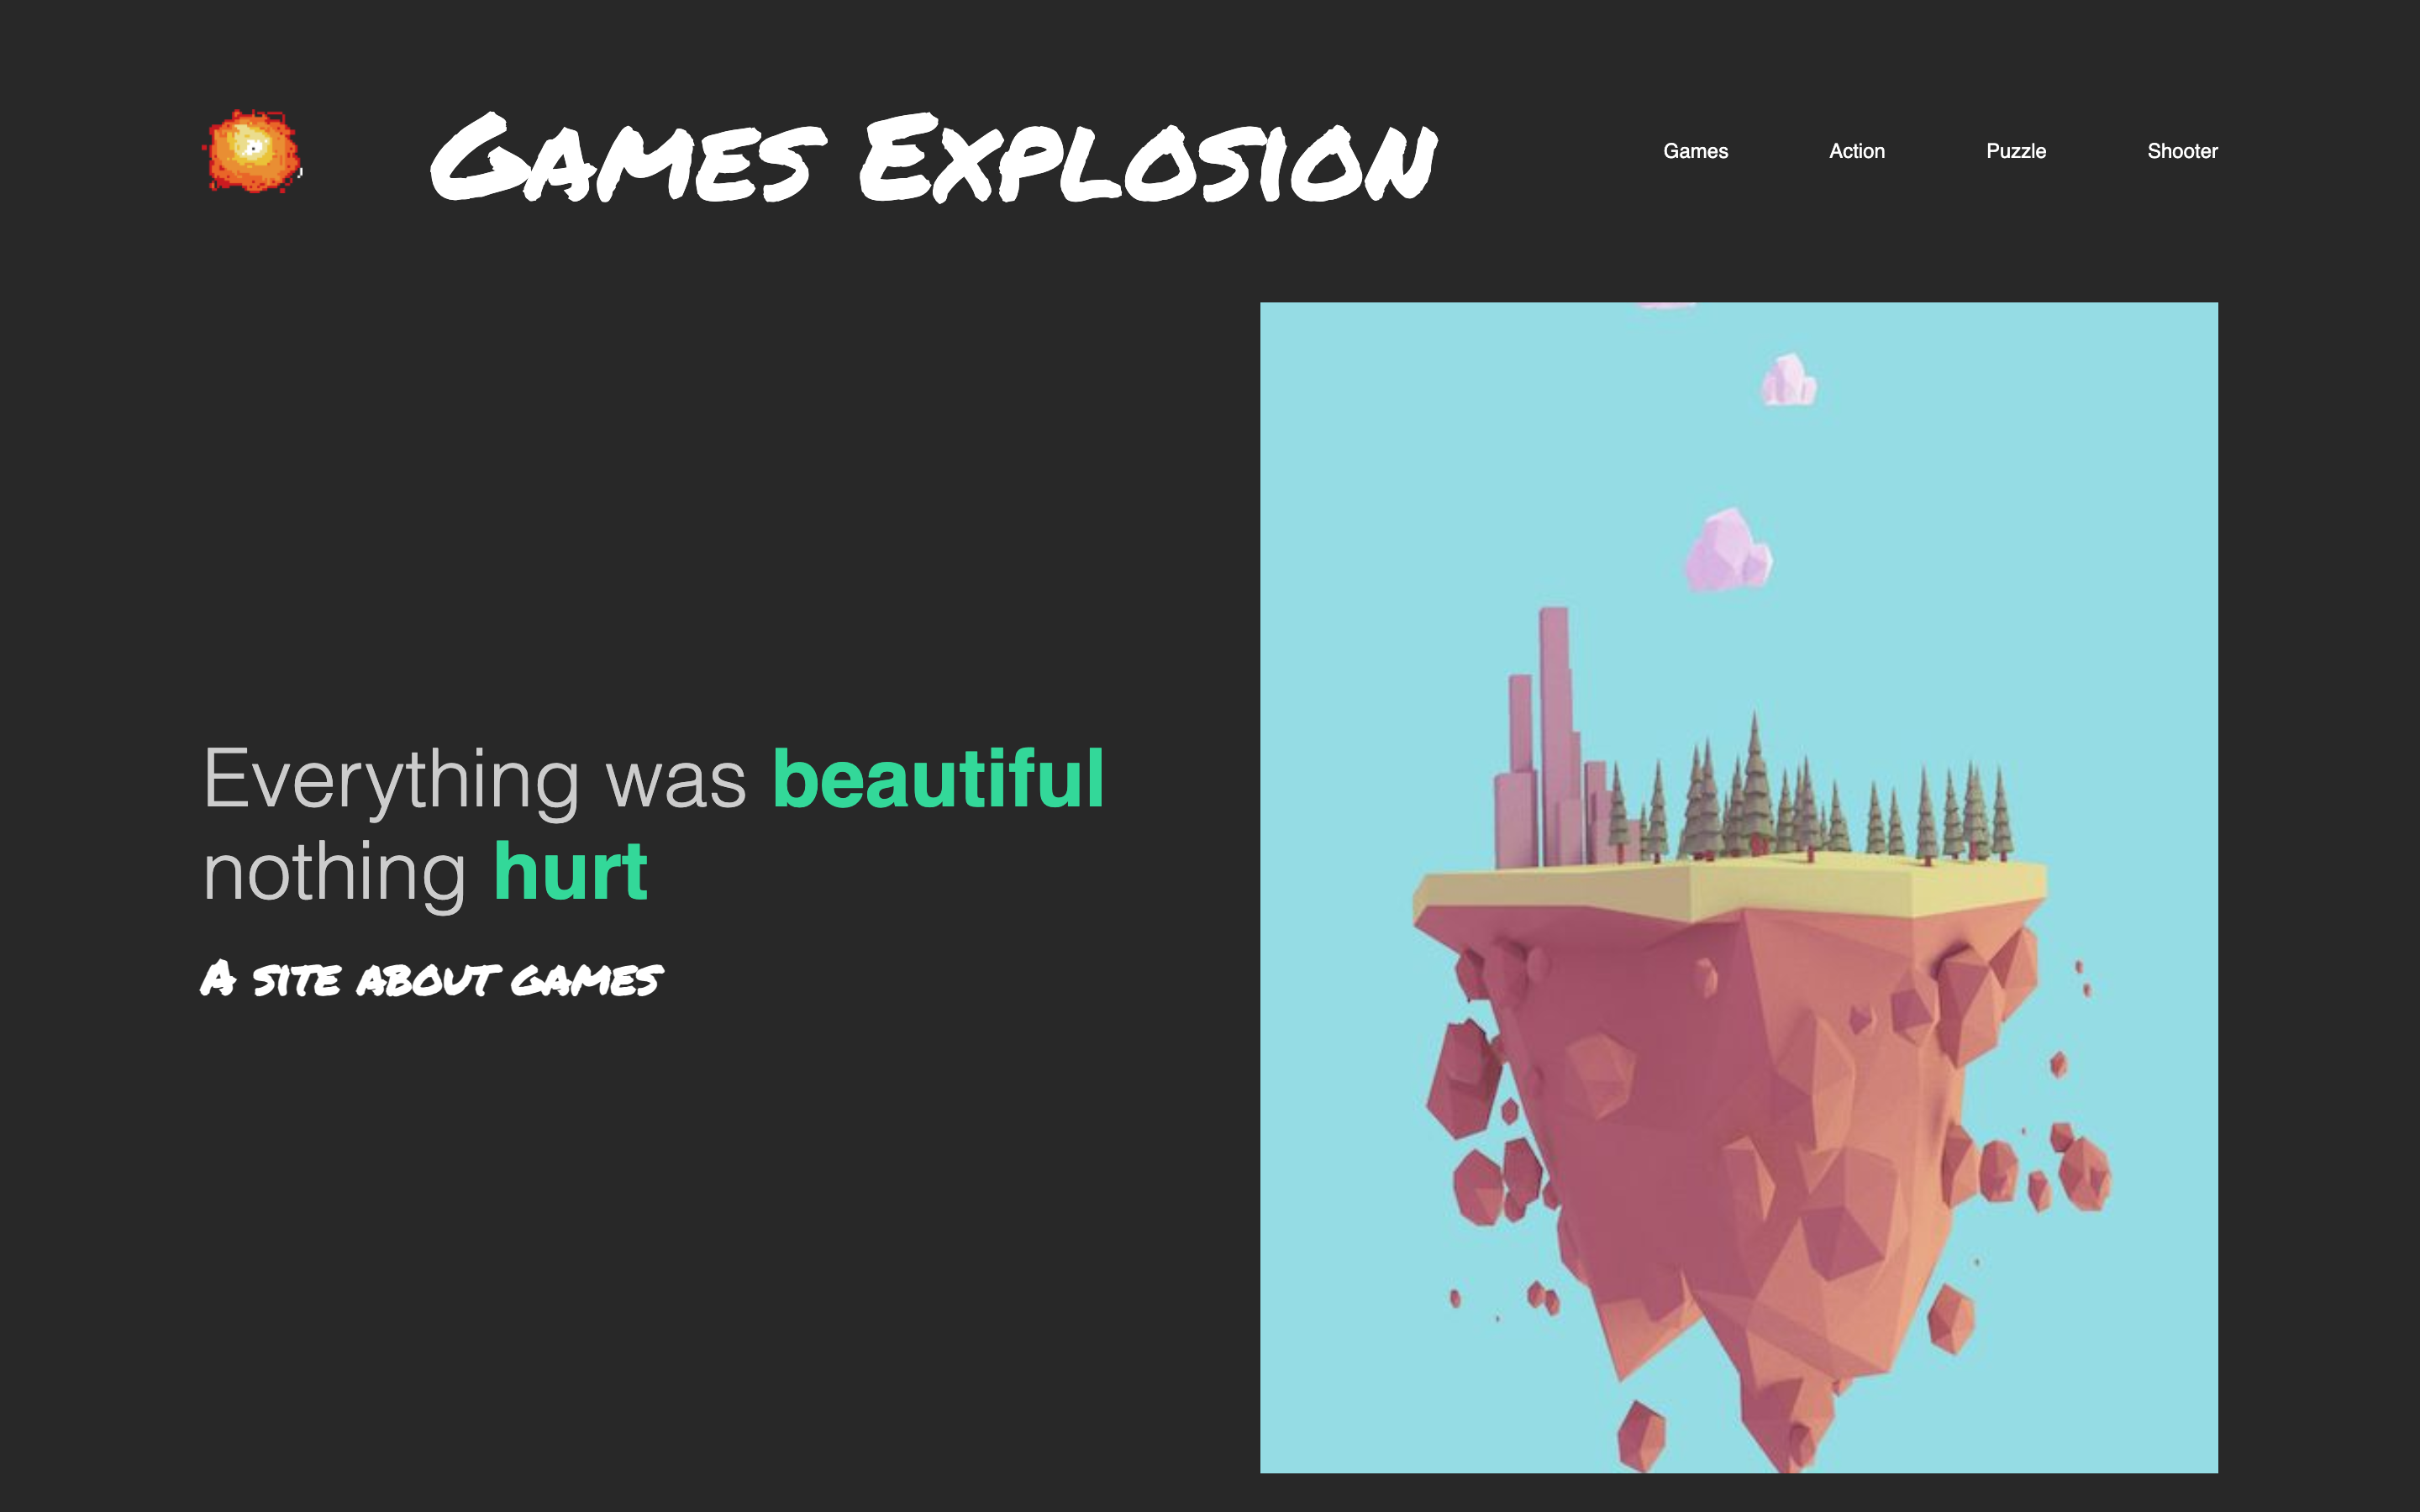 Games Explosion
Games
Action
Puzzle
Shooter
Everything was beautiful
nothing hurt
A site about games